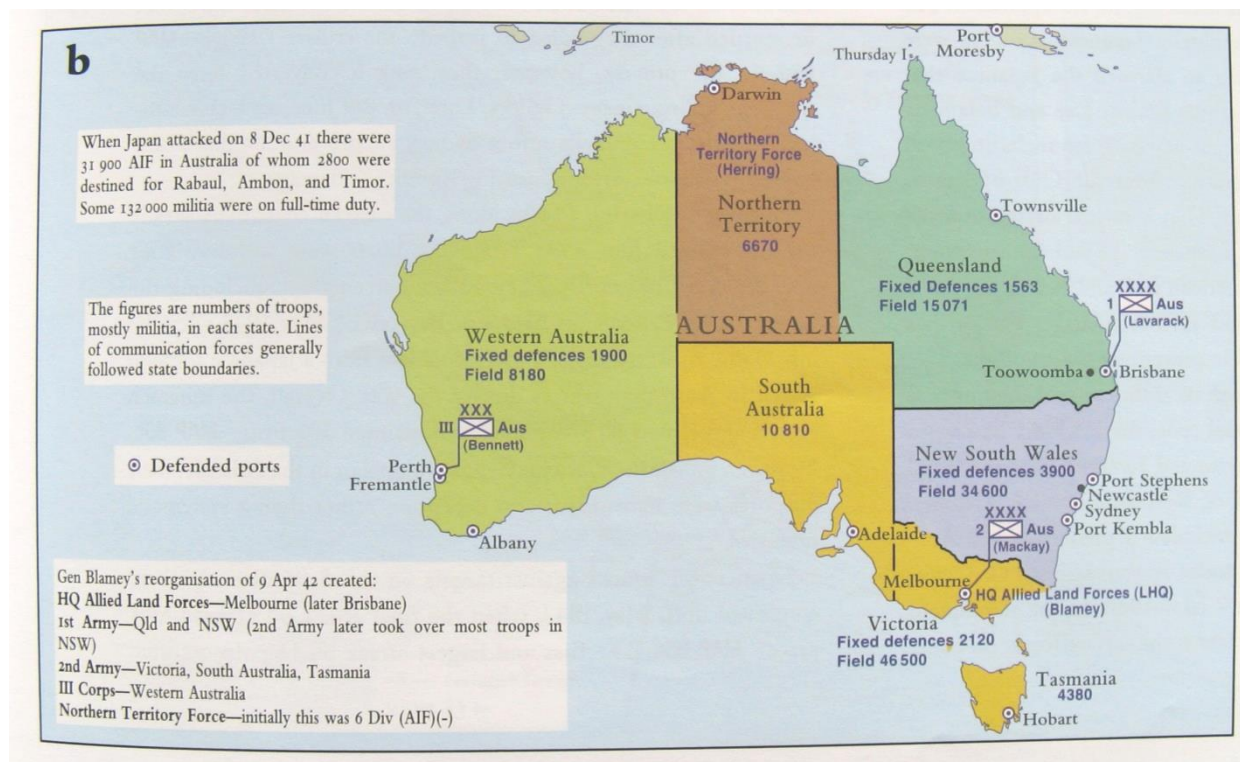 b
Timor
Port
Moresby
Thursday I.
Darwin
When Japan attacked on 8 Dec 41 there were
31 900 AIF in Australia of whom 2800 were
destined for Rabaul, Ambon, and Timor.
Some 132 000 militia were on full-time duty.
Northern
Territory Force
(Herring)
Northern
Territory
6670
Townsville
Queensland
Fixed Defences 1563
Field 15 071
XXXX
1 Aus
(Lavarack)
The figures are numbers of troops,
mostly militia, in each state. Lines
of communication forces generally
followed state boundaries.
AUSTRALIA
Western Australia
Fixed defences 1900
Field 8180
Toowoomba
Brisbane
South
Australia
10 810
XXX
III Aus
(Bennett)
New South Wales
Fixed defences 3900
Field 34 600
Defended ports
Perth
Fremantle
Port Stephens
Newcastle
Sydney
Port Kembla
XXXX
2 Aus
(Mackay)
Albany
Adelaide
Melbourne
HQ Allied Land Forces (LHQ)
(Blamey)
Victoria
Fixed defences 2120
Field 46 500
Gen Blamey's reorganisation of 9 Apr 42 created:
HQ Allied Land Forces—Melbourne (later Brisbane)
1st Army—Qld and NSW (2nd Army later took over most troops in
NSW)
2nd Army—Victoria, South Australia, Tasmania
III Corps—Western Australia
Northern Territory Force—initially this was 6 Div (AIF)(-)
Tasmania
4380
Hobart